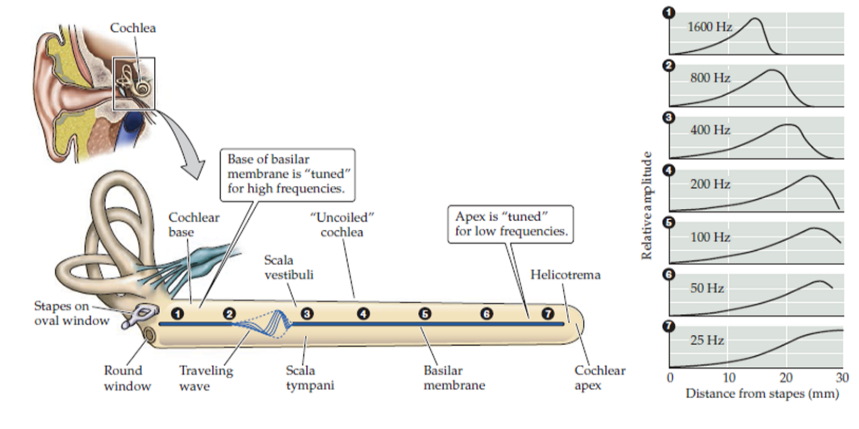 Cochlea
Base of basilar
membrane is "tuned"
for high frequencies.
Cochlear
base
"Uncoiled"
cochlea
Apex is "tuned"
for low frequencies.
Scala
vestibuli
Helicotrema
Stapes on
oval window
1 2 3 4 5 6 7
Round
window
Traveling
wave
Scala
tympani
Basilar
membrane
Cochlear
apex
Relative amplitude
1
1600 Hz
2
800 Hz
3
400 Hz
4
200 Hz
5
100 Hz
6
50 Hz
7
25 Hz
0 10 20 30
Distance from stapes (mm)